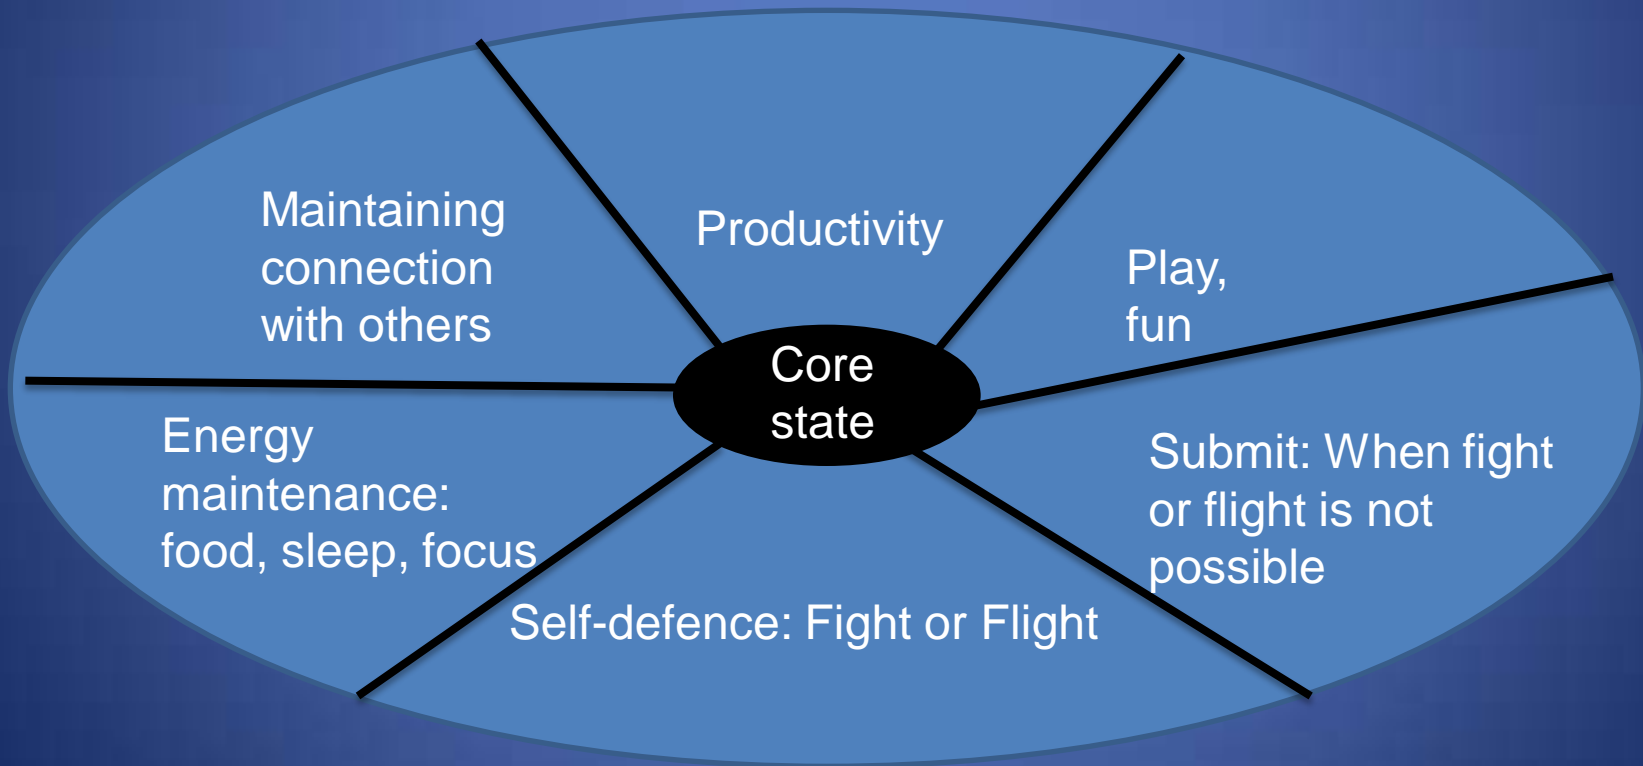 Maintaining
connection
with others
Productivity
Play,
fun
Core
state
Energy
maintenance:
food, sleep, focus
Submit: When fight
or flight is not
possible
Self-defence: Fight or Flight